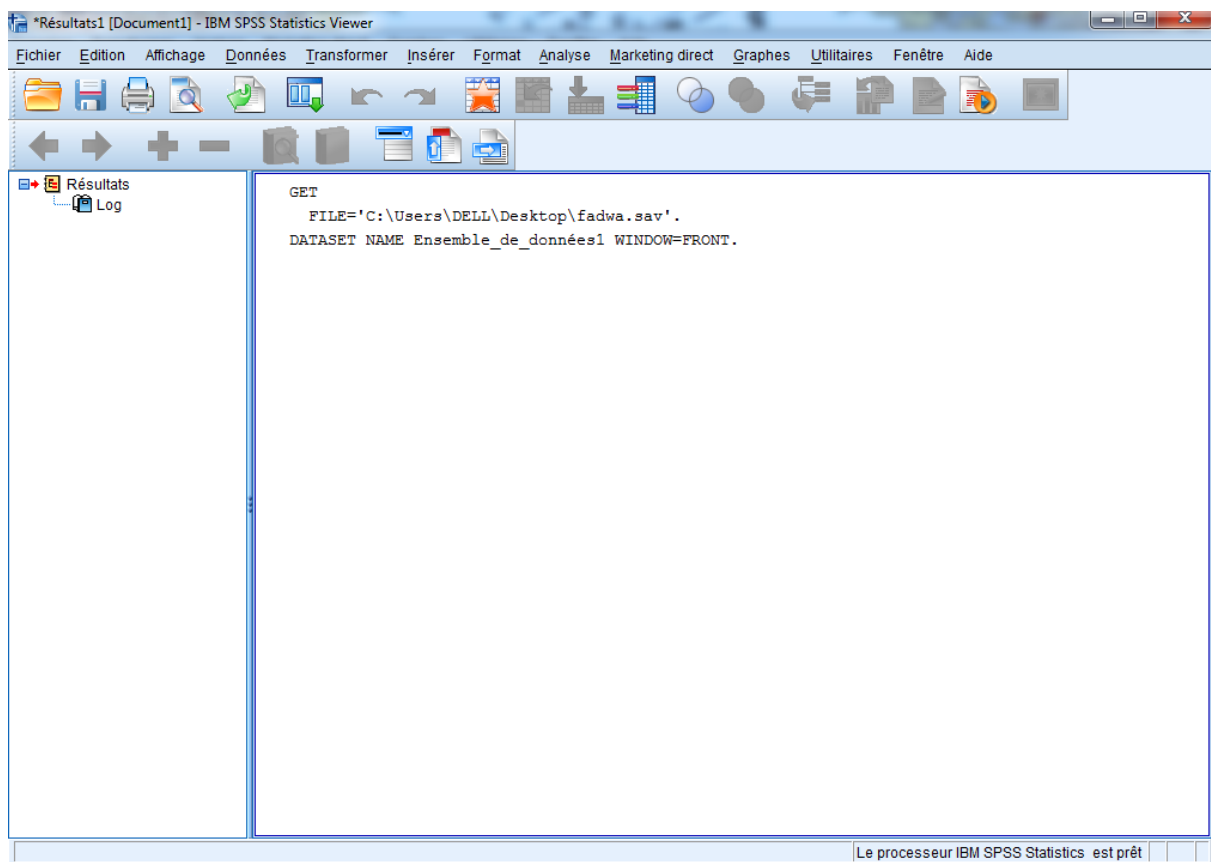 *Résultats1 [Document1] - IBM SPSS Statistics Viewer
Fichier Edition Affichage Données Transformer Insérer Format Analyse Marketing direct Graphes Utilitaires Fenêtre Aide
Résultats
Log
GET
FILE='C:\Users\DELL\Desktop\fadwa.sav'.
DATASET NAME Ensemble_de_données1 WINDOW=FRONT.
Le processeur IBM SPSS Statistics est prêt